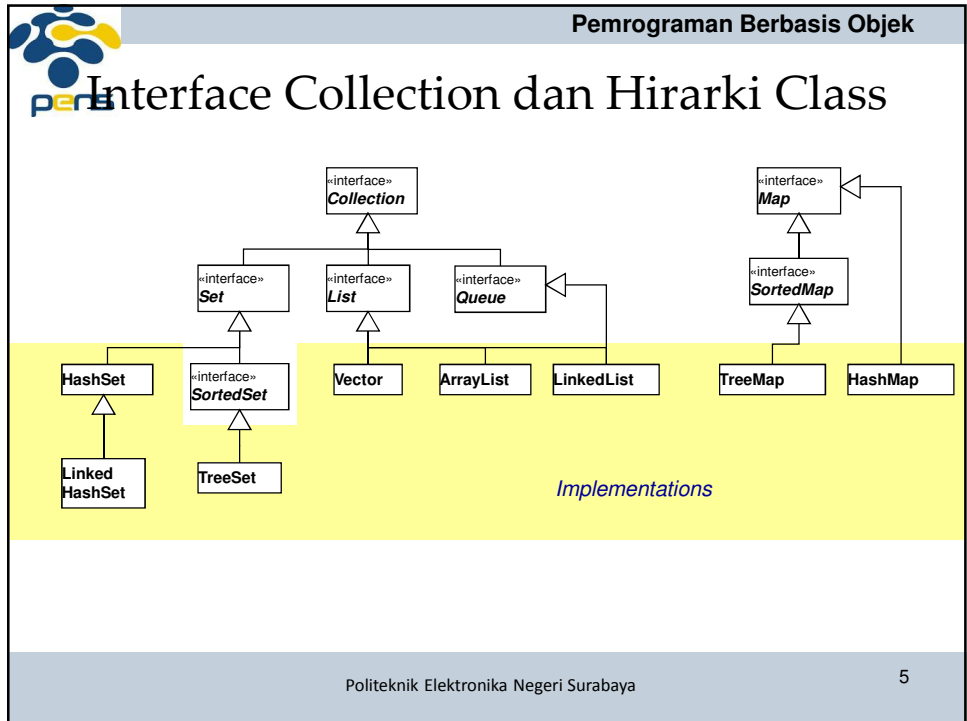 Pemrograman Berbasis Objek
pens
Interface Collection dan Hirarki Class
«interface»
Collection
«interface»
Map
«interface»
Set
«interface»
List
«interface»
Queue
«interface»
SortedMap
HashSet
«interface»
SortedSet
Vector
ArrayList
LinkedList
TreeMap
HashMap
Linked
HashSet
TreeSet
Implementations
Politeknik Elektronika Negeri Surabaya
5